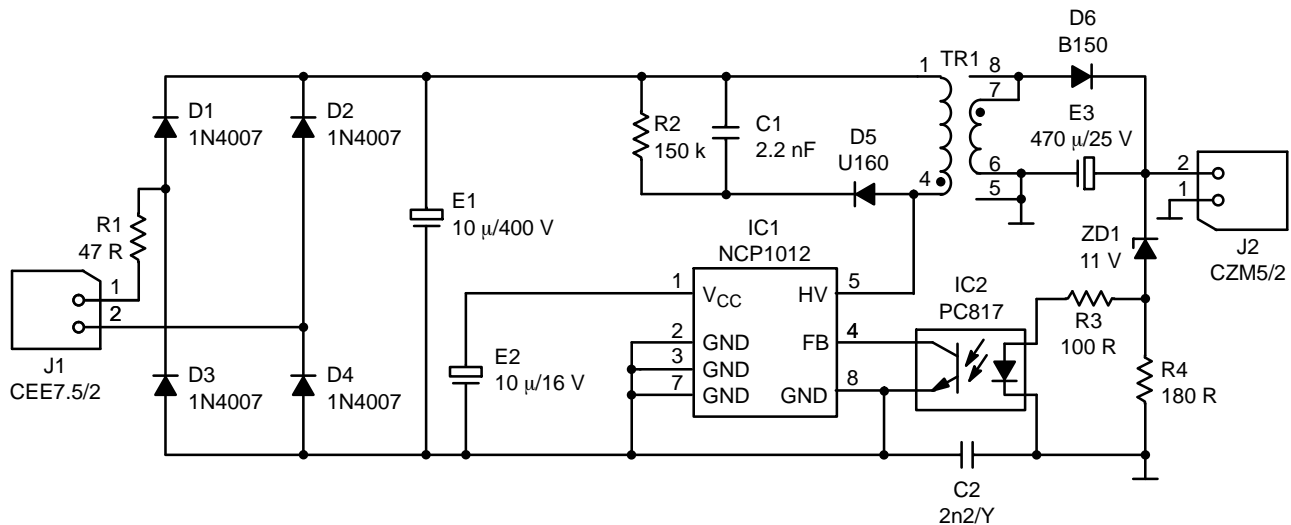 D6
B150
1
TR1
8
7
D1
1N4007
D2
1N4007
R2
150 k
C1
2.2 nF
D5
U160
E3
470 μ/25 V
4
6
5
2
1
R1
47 R
E1
10 μ/400 V
IC1
NCP1012
ZD1
11 V
J2
CZM5/2
1
2
J1
CEE7.5/2
1
VCC
HV
5
IC2
PC817
R3
100 R
2
GND
FB
4
3
GND
7
GND
GND
8
E2
10 μ/16 V
D3
1N4007
D4
1N4007
R4
180 R
C2
2n2/Y